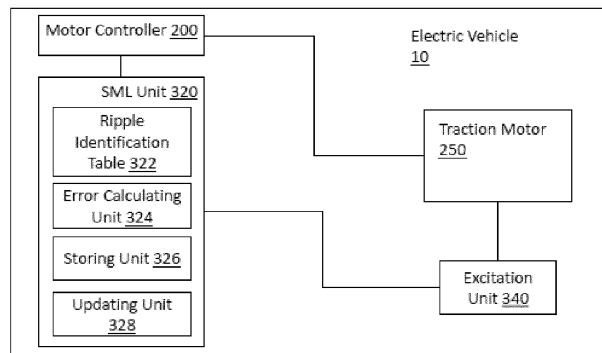 Motor Controller 200
Electric Vehicle
10
SML Unit 320
Ripple
Identification
Table 322
Traction Motor
250
Error Calculating
Unit 324
Storing Unit 326
Excitation
Unit 340
Updating Unit
328